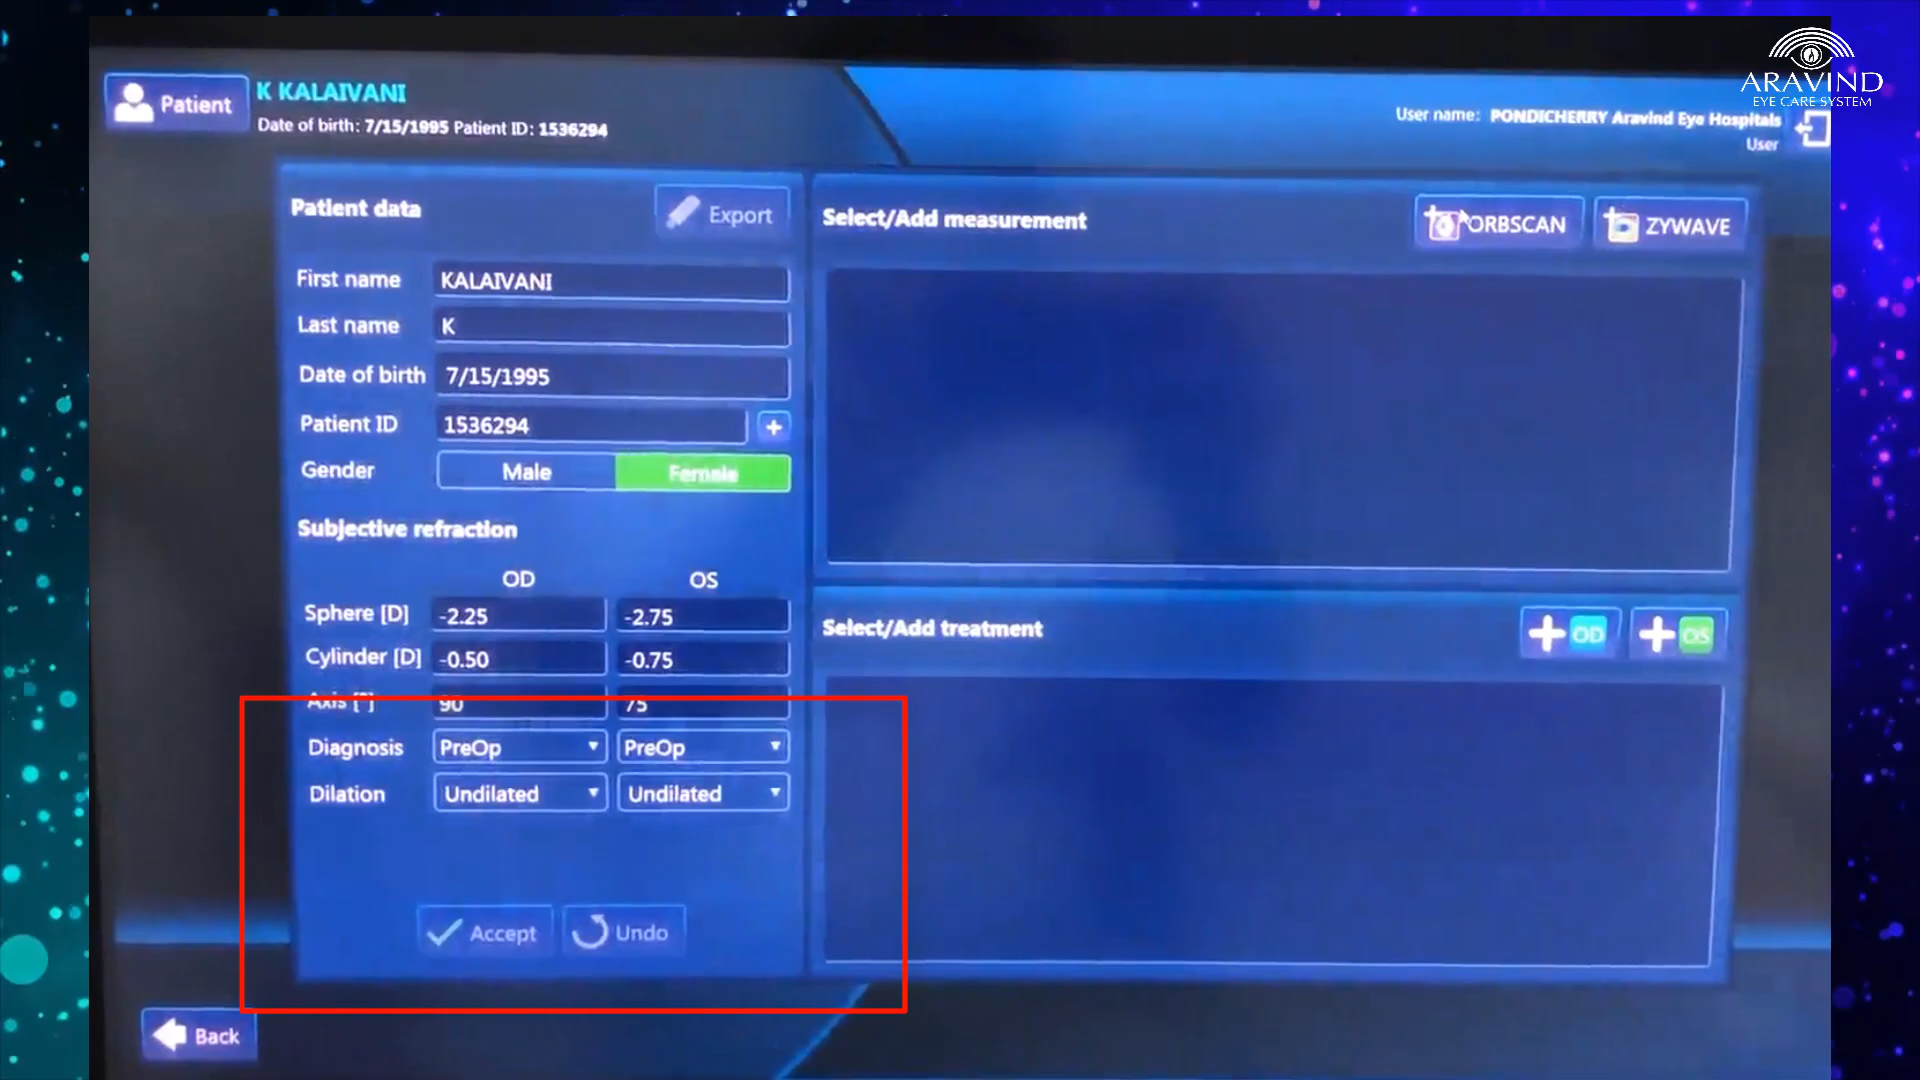 ARAVIND
EYE CARE SYSTEM
Patient
K KALAIVANI
Date of birth: 7/15/1995 Patient ID: 1536294
User name: PONDICHERRY Aravind Eye Hospitals
User
Patient data
Export
First name KALAIVANI
Last name K
Date of birth 7/15/1995
Patient ID 1536294 +
Gender Male Female
Subjective refraction
OD OS
Sphere [D] -2.25 -2.75
Cylinder [D] -0.50 -0.75
Axis [°] 90 75
Diagnosis PreOp PreOp
Dilation Undilated Undilated
Accept Undo
Back
Select/Add measurement
ORBSCAN ZYWAVE
Select/Add treatment
+ OD + OS